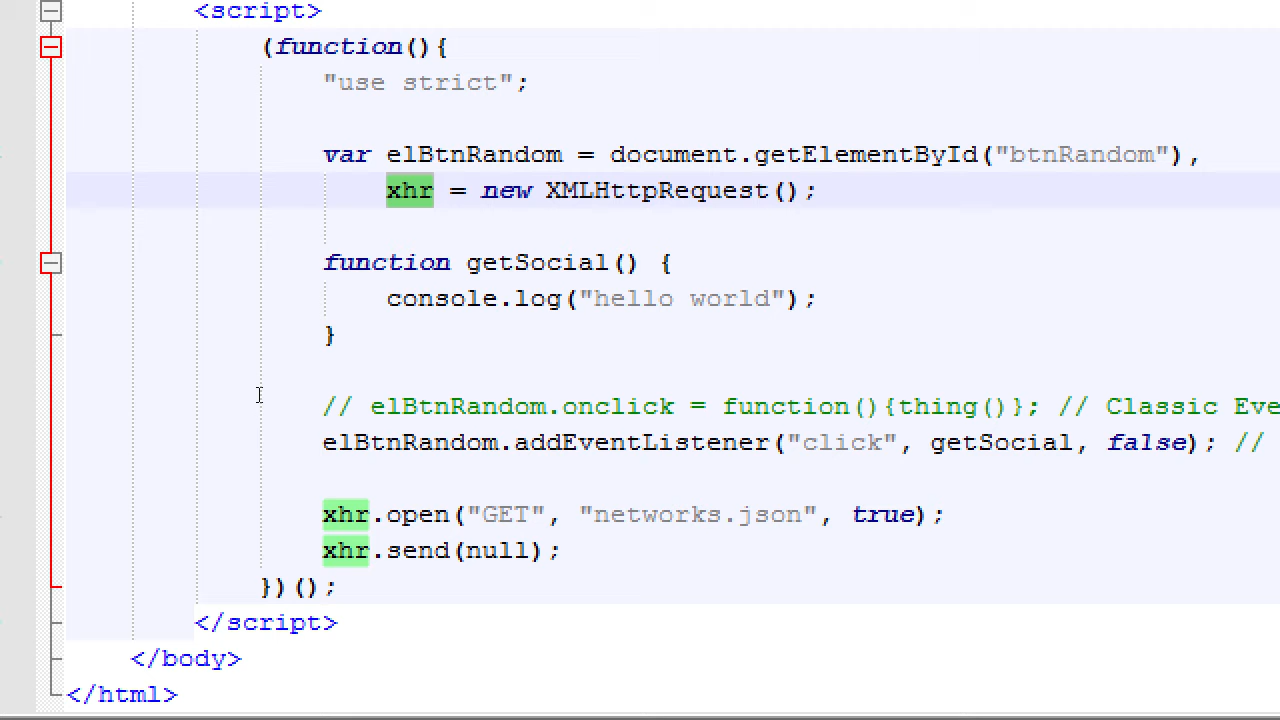 <script>
(function(){
"use strict";
var elBtnRandom = document.getElementById("btnRandom"),
xhr = new XMLHttpRequest();
function getSocial() {
console.log("hello world");
}
// elBtnRandom.onclick = function(){thing()}; // Classic Eve
elBtnRandom.addEventListener("click", getSocial, false); //
xhr.open("GET", "networks.json", true);
xhr.send(null);
})();
</script>
</body>
</html>